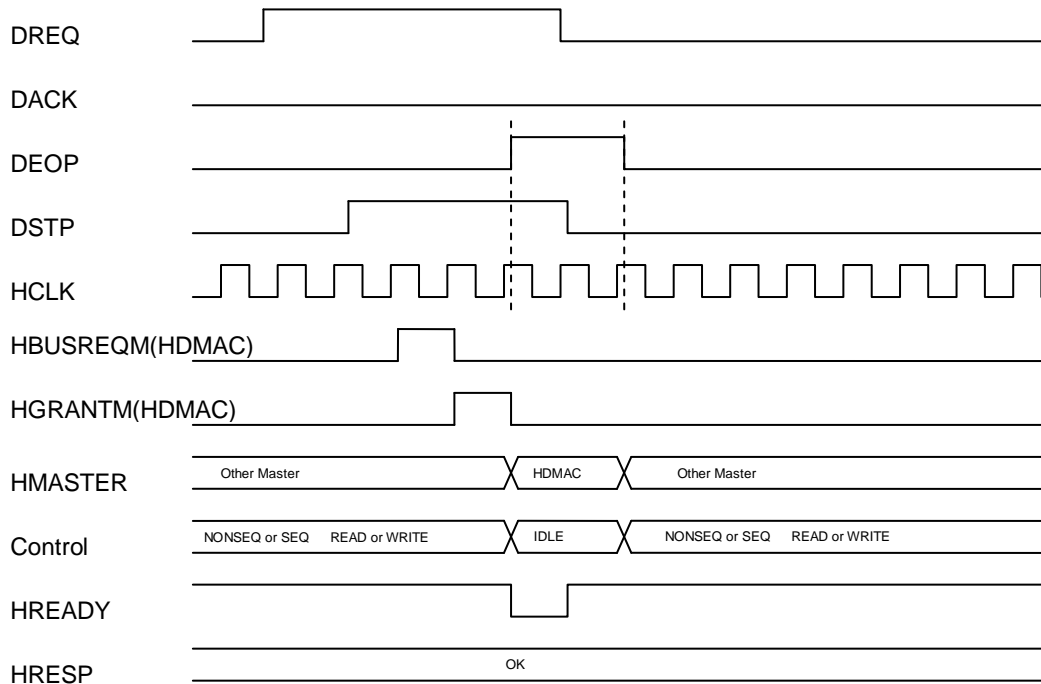 DREQ
DACK
DEOP
DSTP
HCLK
HBUSREQM(HDMAC)
HGRANTM(HDMAC)
HMASTER Other Master HDMAC Other Master
Control NONSEQ or SEQ READ or WRITE IDLE NONSEQ or SEQ READ or WRITE
HREADY
HRESP OK